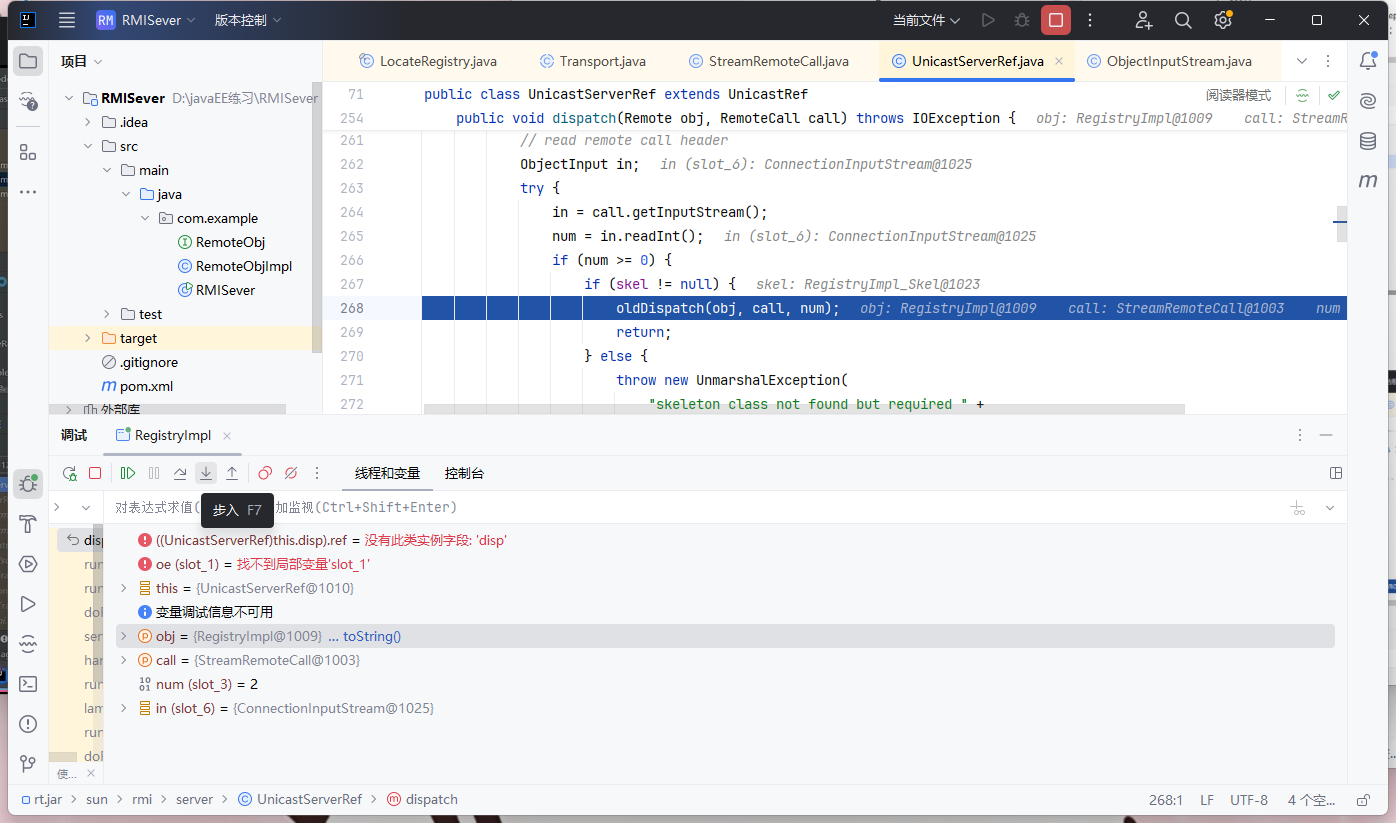 RM RMISever 版本控制 当前文件
项目
LocateRegistry.java Transport.java StreamRemoteCall.java UnicastServerRef.java ObjectInputStream.java
RMISever D:\javaEE练习\RMISever
.idea
src
main
java
com.example
RemoteObj
RemoteObjImpl
RMISever
test
target
.gitignore
pom.xml
外部库
阅读器模式
71 public class UnicastServerRef extends UnicastRef
254 public void dispatch(Remote obj, RemoteCall call) throws IOException { obj: RegistryImpl@1009 call: StreamR
261 // read remote call header
262 ObjectInput in; in (slot_6): ConnectionInputStream@1025
263 try {
264 in = call.getInputStream();
265 num = in.readInt(); in (slot_6): ConnectionInputStream@1025
266 if (num >= 0) {
267 if (skel != null) { skel: RegistryImpl_Skel@1023
268 oldDispatch(obj, call, num); obj: RegistryImpl@1009 call: StreamRemoteCall@1003 num
269 return;
270 } else {
271 throw new UnmarshalException(
272 "skeleton class not found but required " +
调试 RegistryImpl
线程和变量 控制台
对表达式求值( 加监视(Ctrl+Shift+Enter)
步入 F7
disp
run
run
dol
ser
har
run
lam
run
dol
使...
((UnicastServerRef)this.disp).ref = 没有此类实例字段: 'disp'
oe (slot_1) = 找不到局部变量'slot_1'
this = {UnicastServerRef@1010}
变量调试信息不可用
obj = {RegistryImpl@1009} ... toString()
call = {StreamRemoteCall@1003}
num (slot_3) = 2
in (slot_6) = {ConnectionInputStream@1025}
rt.jar > sun > rmi > server > UnicastServerRef > dispatch
268:1 LF UTF-8 4 个空...